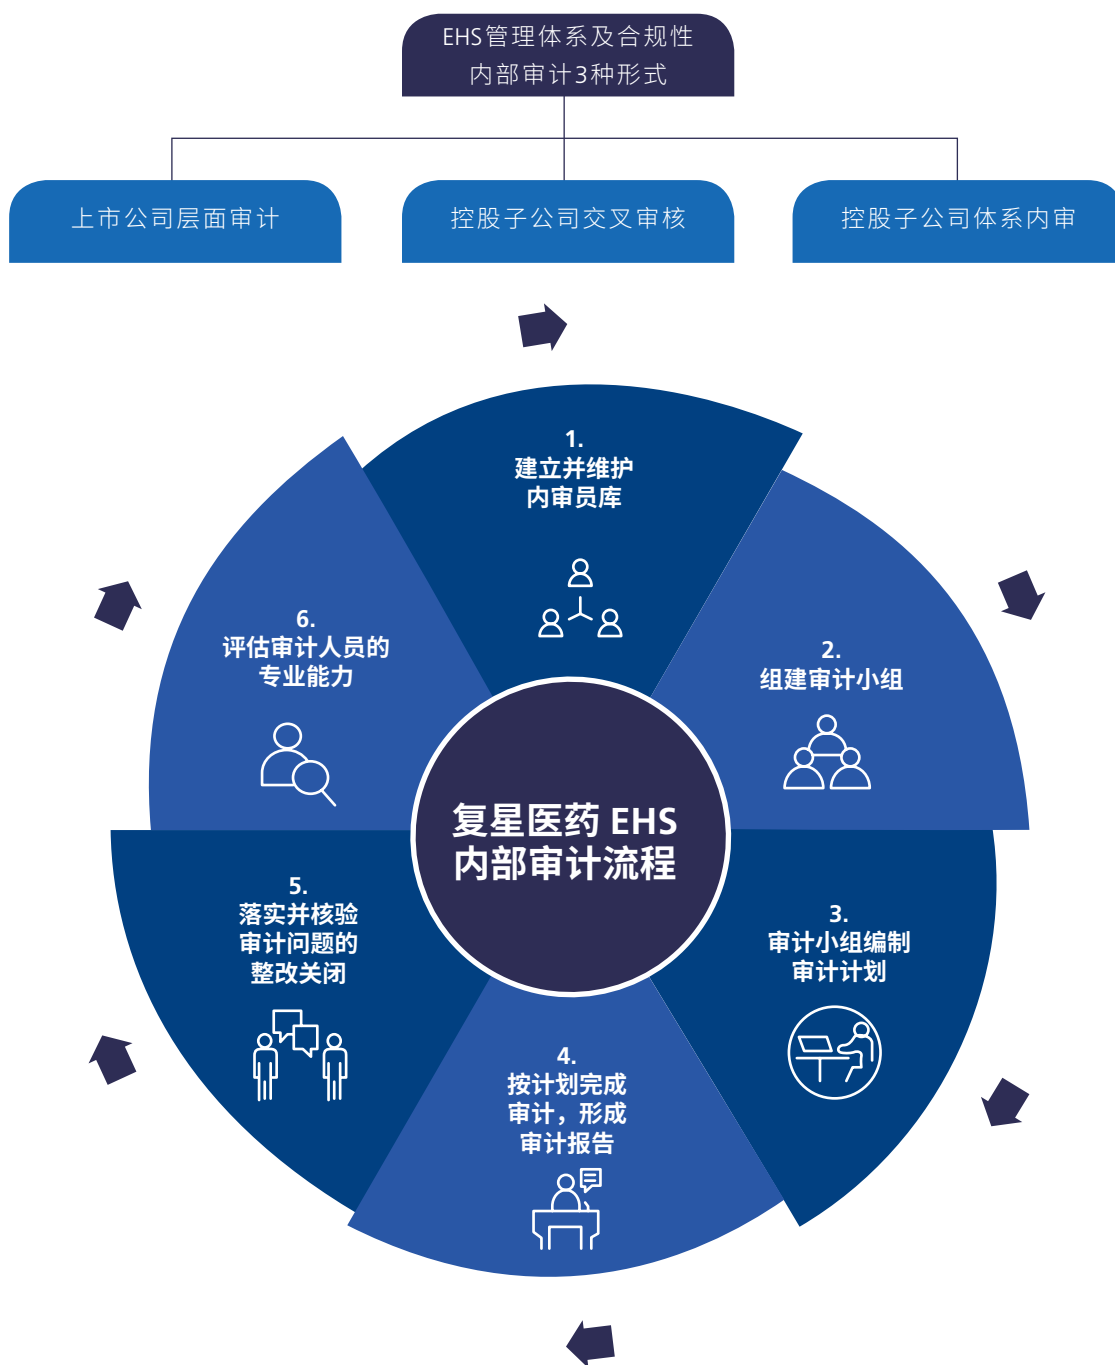 EHS管理体系及合规性
内部审计3种形式
上市公司层面审计
控股子公司交叉审核
控股子公司体系内审
1.
建立并维护
内审员库
2.
组建审计小组
3.
审计小组编制
审计计划
4.
按计划完成
审计，形成
审计报告
5.
落实并核验
审计问题的
整改关闭
6.
评估审计人员的
专业能力
复星医药 EHS
内部审计流程